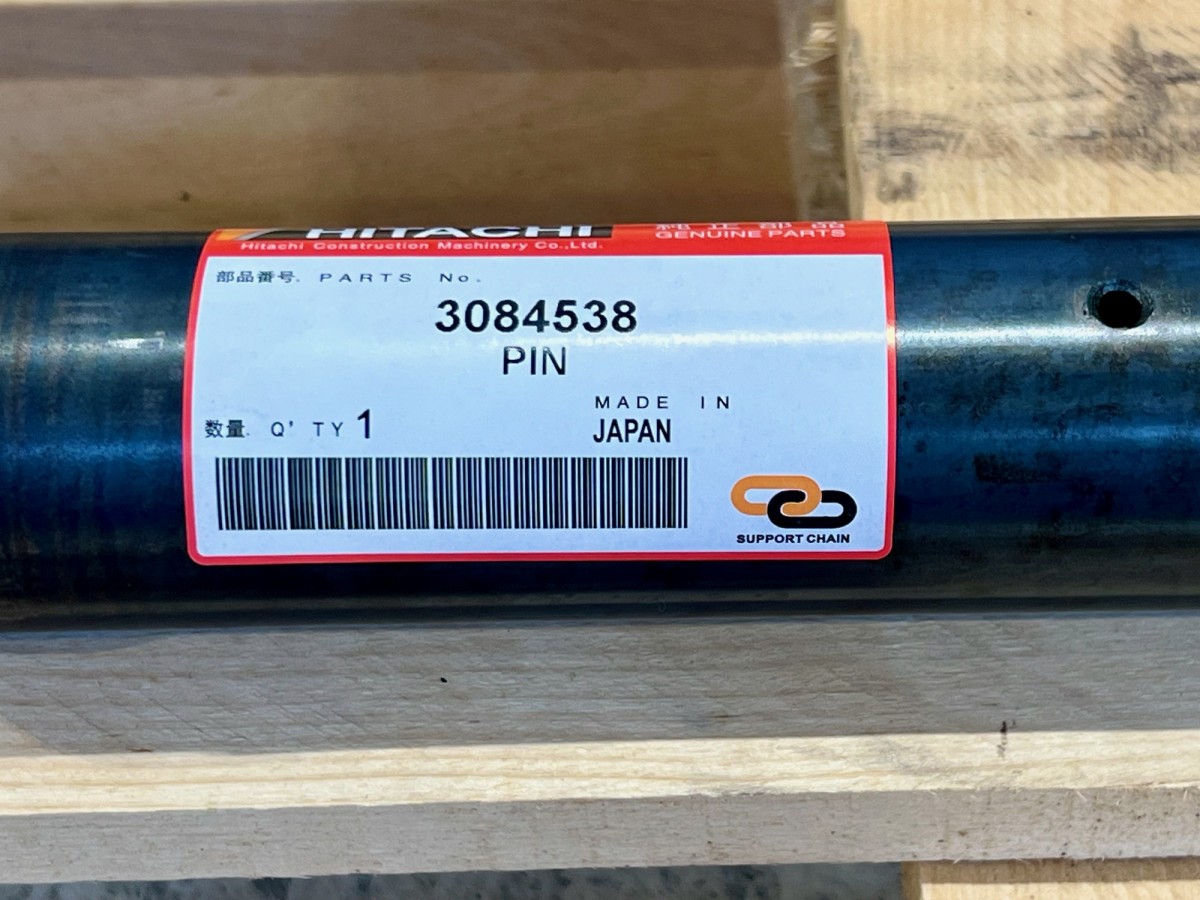 HITACHI 純正部品
Hitachi Construction Machinery Co.,Ltd. GENUINE PARTS
部品番号. PARTS No.
3084538
PIN
MADE IN
数量. Q' TY 1 JAPAN
SUPPORT CHAIN